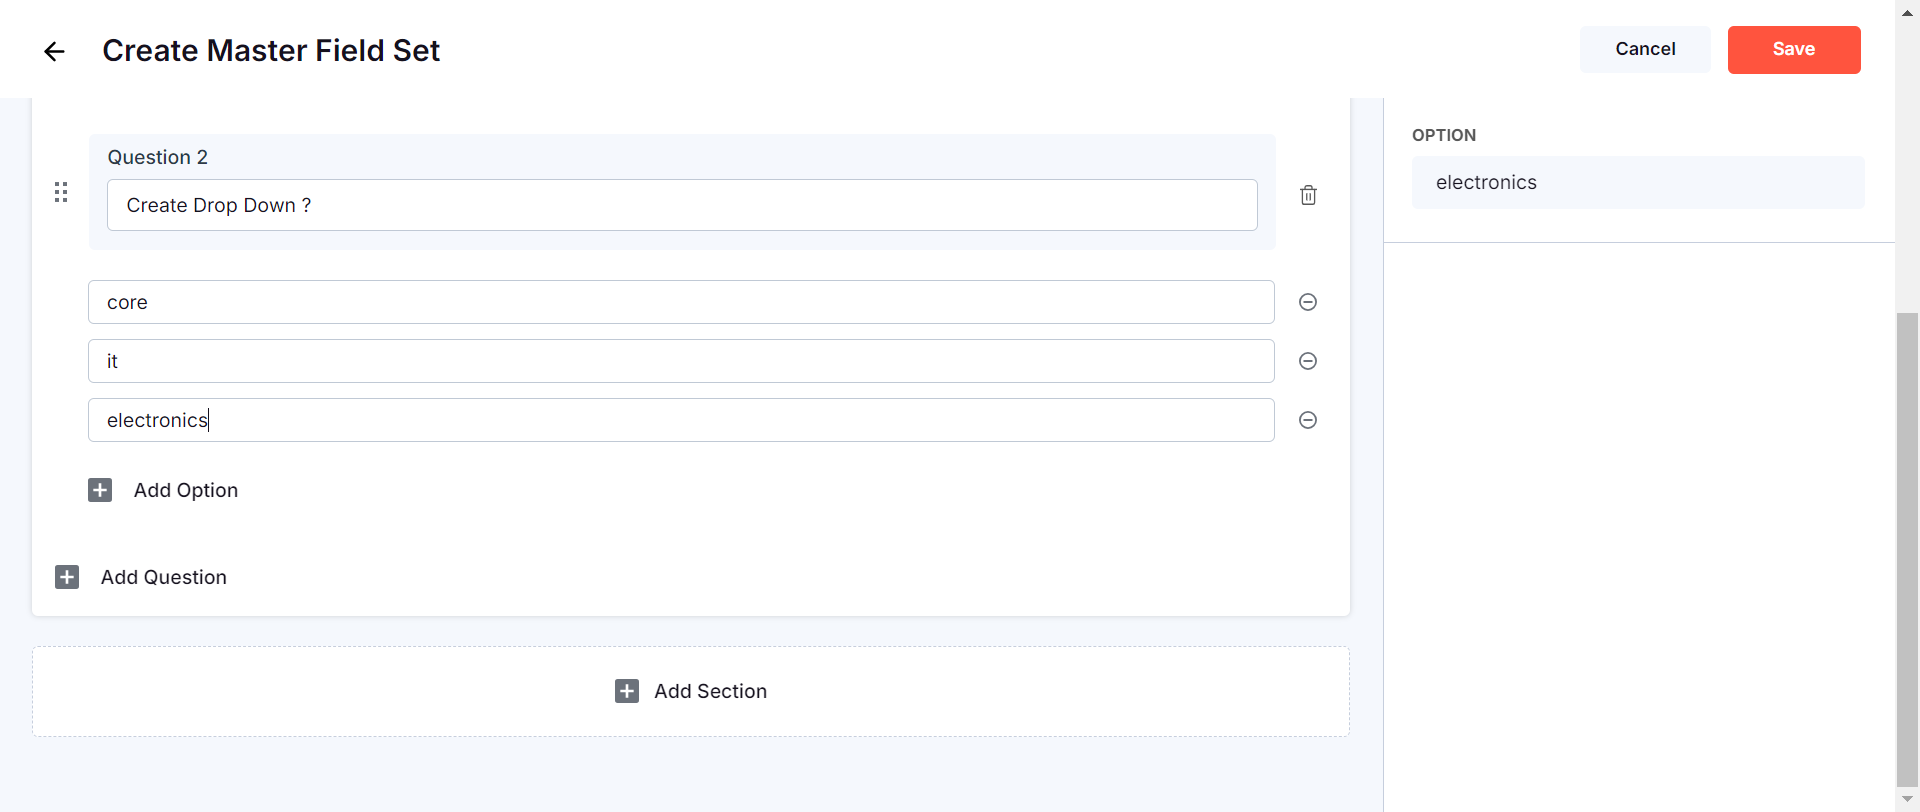 Create Master Field Set
Cancel
Save
Question 2
Create Drop Down ?
core
it
electronics
Add Option
Add Question
Add Section
OPTION
electronics